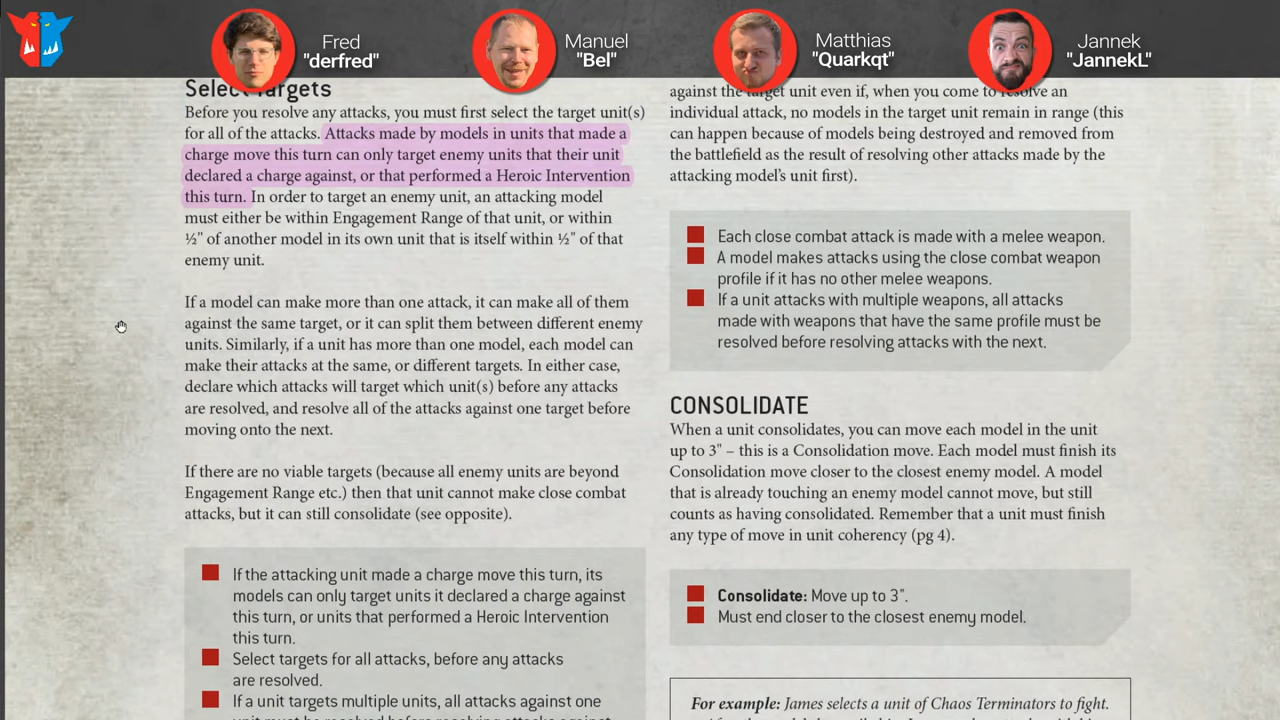 Fred
"derfred"
Manuel
"Bel"
Matthias
"Quarkqt"
Jannek
"JannekL"
Select Targets
Before you resolve any attacks, you must first select the target unit(s)
for all of the attacks. Attacks made by models in units that made a
charge move this turn can only target enemy units that their unit
declared a charge against, or that performed a Heroic Intervention
this turn. In order to target an enemy unit, an attacking model
must either be within Engagement Range of that unit, or within
½" of another model in its own unit that is itself within ½" of that
enemy unit.
If a model can make more than one attack, it can make all of them
against the same target, or it can split them between different enemy
units. Similarly, if a unit has more than one model, each model can
make their attacks at the same, or different targets. In either case,
declare which attacks will target which unit(s) before any attacks
are resolved, and resolve all of the attacks against one target before
moving onto the next.
If there are no viable targets (because all enemy units are beyond
Engagement Range etc.) then that unit cannot make close combat
attacks, but it can still consolidate (see opposite).
If the attacking unit made a charge move this turn, its
models can only target units it declared a charge against
this turn, or units that performed a Heroic Intervention
this turn.
Select targets for all attacks, before any attacks
are resolved.
If a unit targets multiple units, all attacks against one
unit must be resolved before resolving attacks against
against the target unit even if, when you come to resolve an
individual attack, no models in the target unit remain in range (this
can happen because of models being destroyed and removed from
the battlefield as the result of resolving other attacks made by the
attacking model's unit first).
Each close combat attack is made with a melee weapon.
A model makes attacks using the close combat weapon
profile if it has no other melee weapons.
If a unit attacks with multiple weapons, all attacks
made with weapons that have the same profile must be
resolved before resolving attacks with the next.
CONSOLIDATE
When a unit consolidates, you can move each model in the unit
up to 3" – this is a Consolidation move. Each model must finish its
Consolidation move closer to the closest enemy model. A model
that is already touching an enemy model cannot move, but still
counts as having consolidated. Remember that a unit must finish
any type of move in unit coherency (pg 4).
Consolidate: Move up to 3".
Must end closer to the closest enemy model.
For example: James selects a unit of Chaos Terminators to fight.